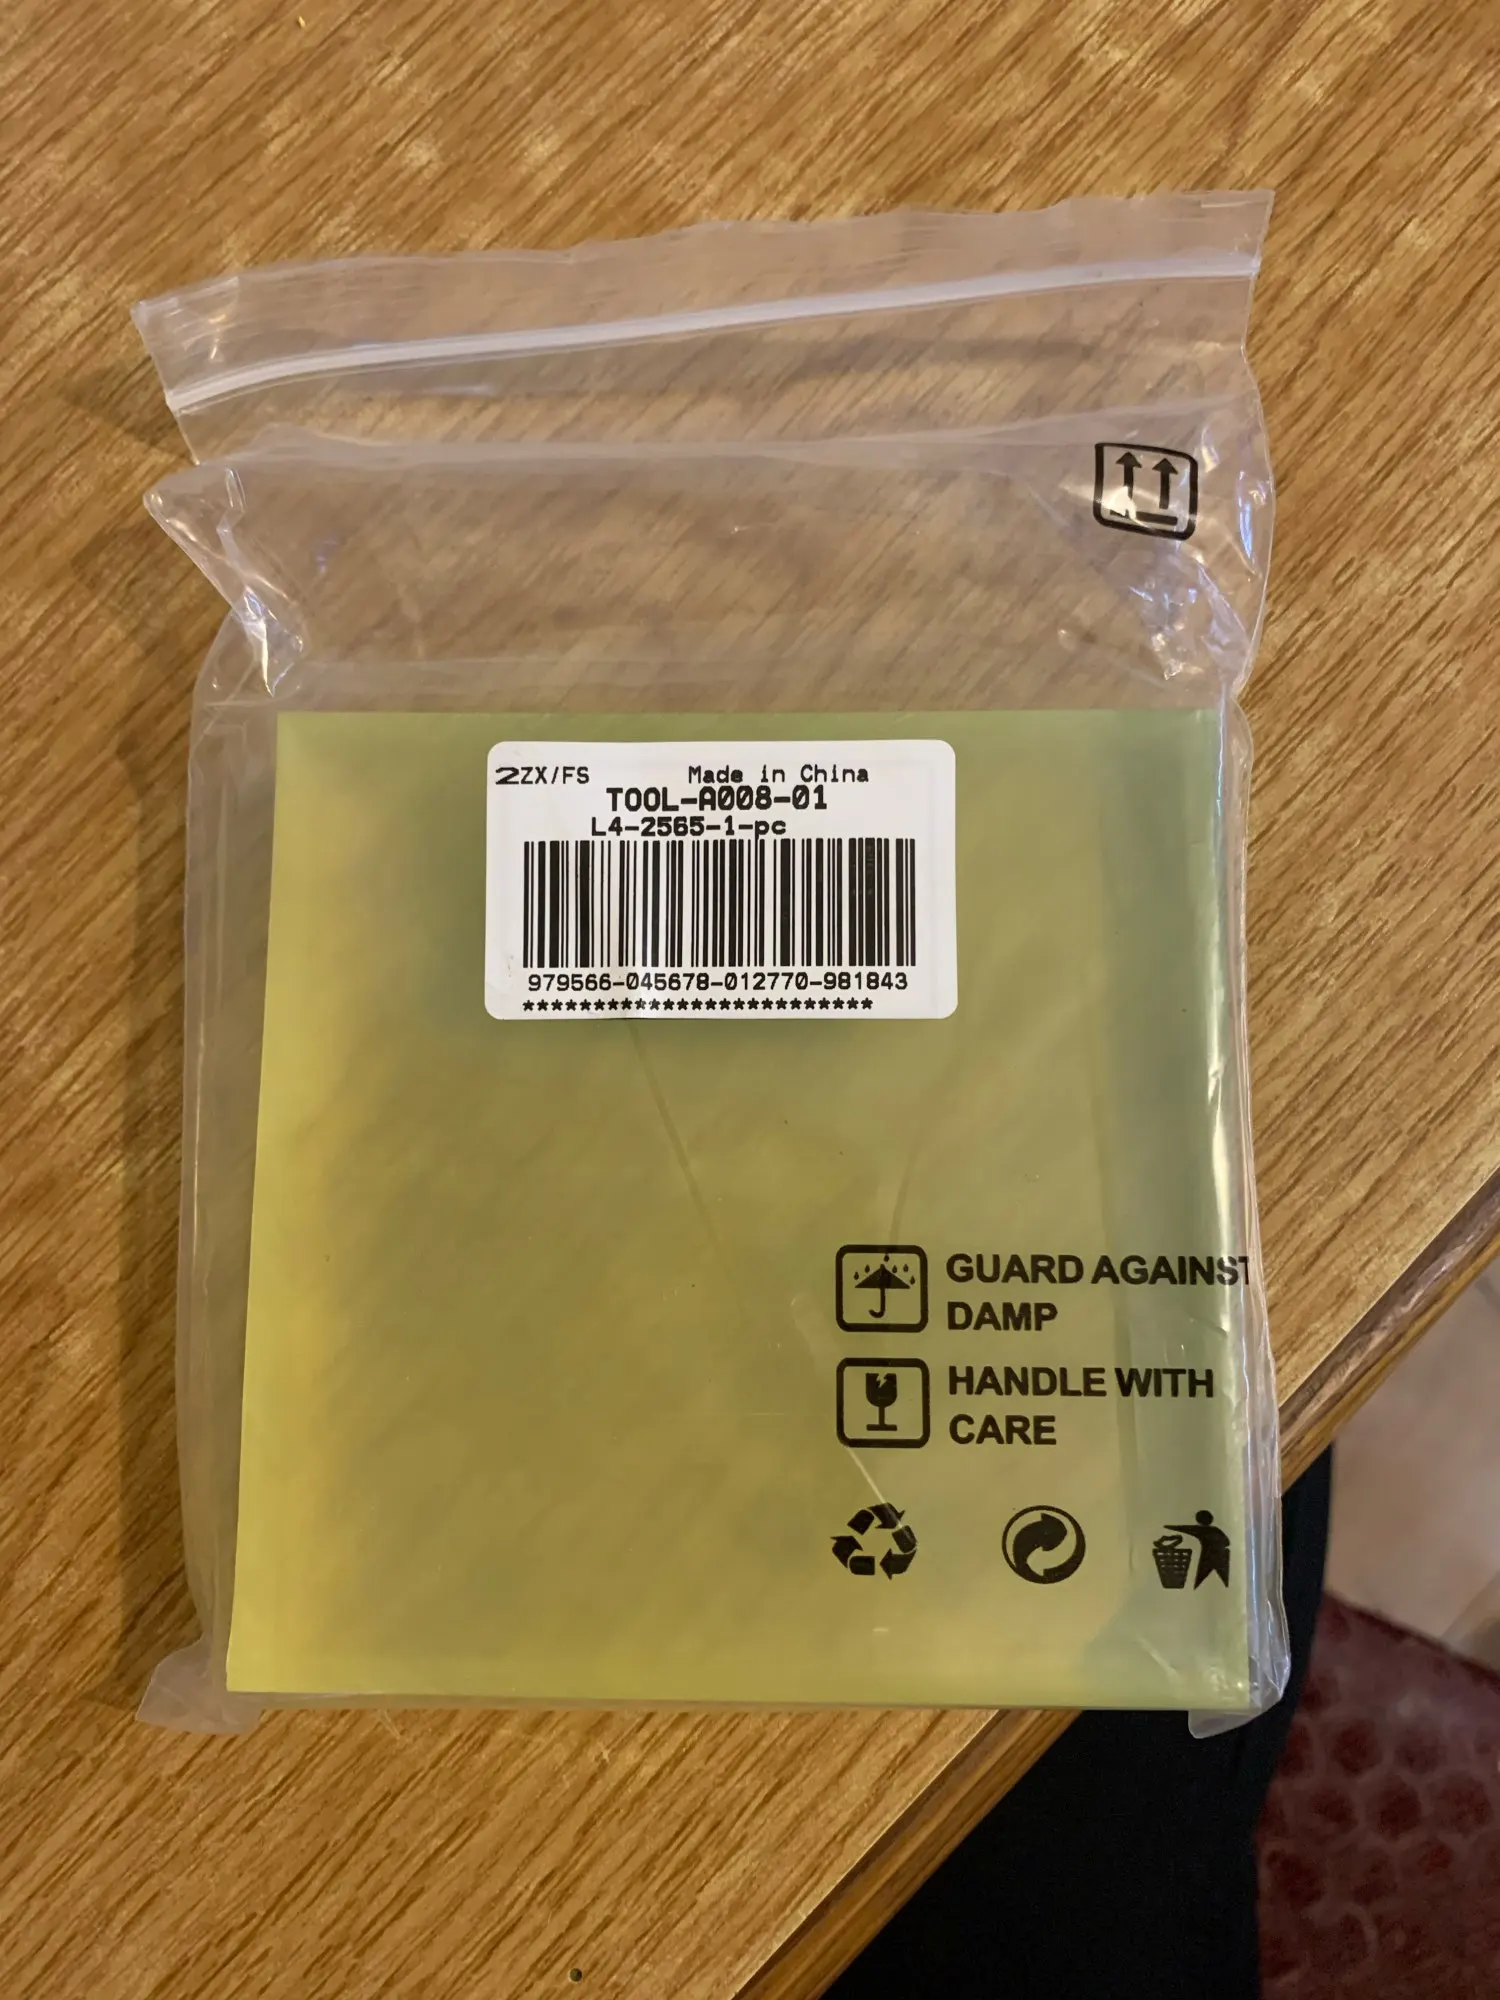 2ZX/FS Made in China
TOOL-A008-01
L4-2565-1-pc
979566-045678-012770-981843
*************************
GUARD AGAINST
DAMP
HANDLE WITH
CARE